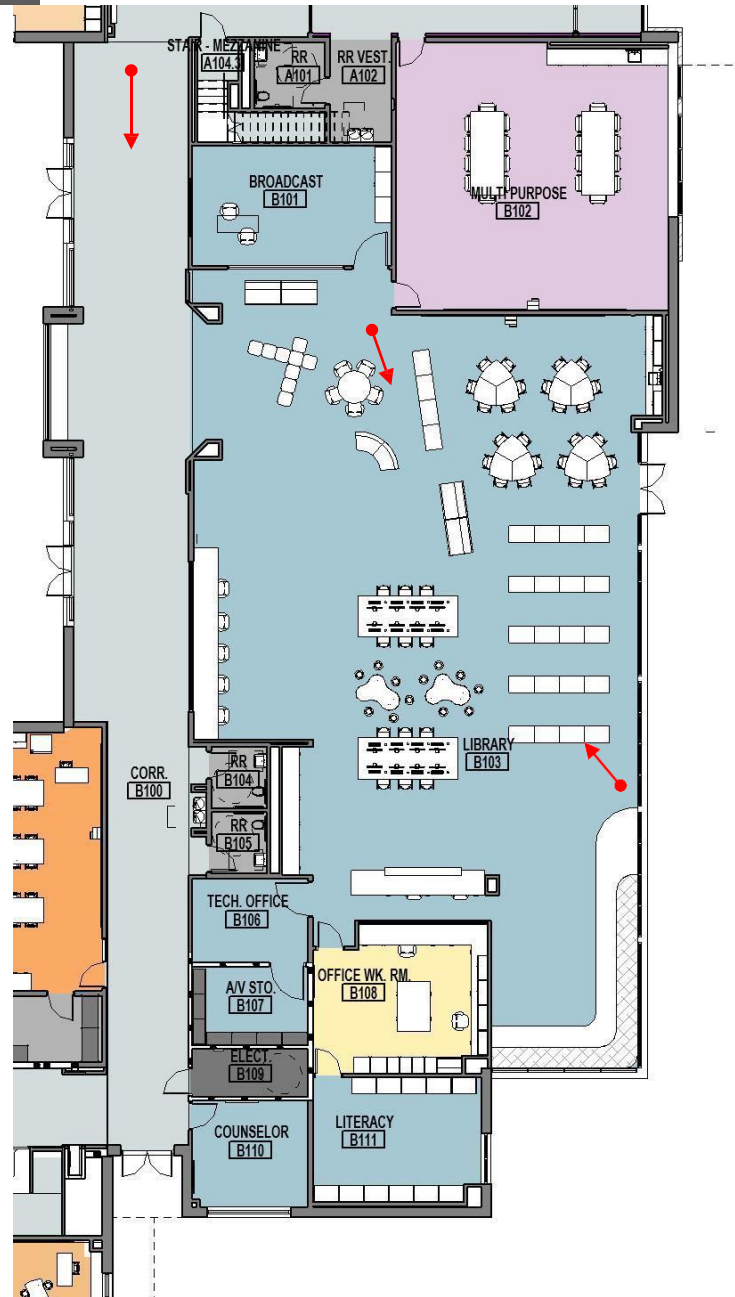 STAIR - MEZZANINE
A104.3
RR
A101
RR VEST.
A102
BROADCAST
B101
MULTI PURPOSE
B102
CORR.
B100
RR
B104
LIBRARY
B103
RR
B105
TECH. OFFICE
B106
A/V STO.
B107
OFFICE WK. RM.
B108
ELECT.
B109
COUNSELOR
B110
LITERACY
B111